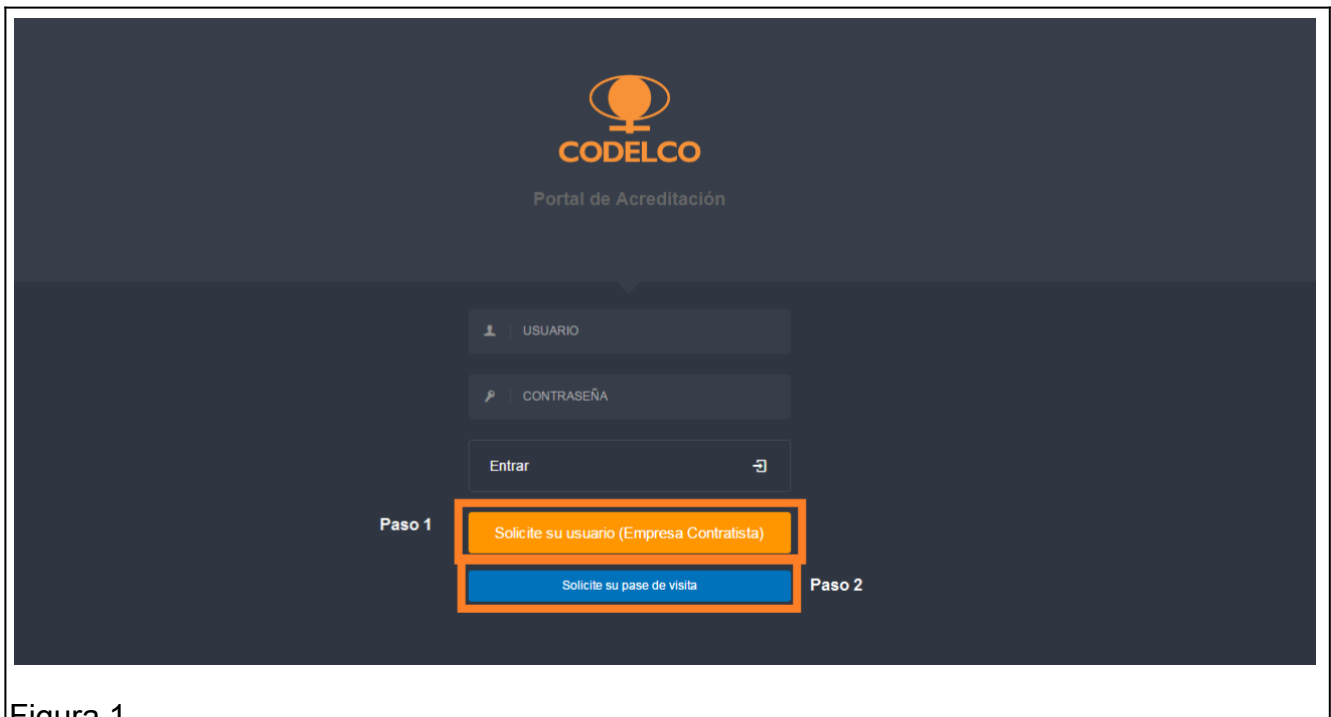 CODELCO
Portal de Acreditación
USUARIO
CONTRASEÑA
Entrar
Paso 1
Solicite su usuario (Empresa Contratista)
Solicite su pase de visita
Paso 2
Figura 1